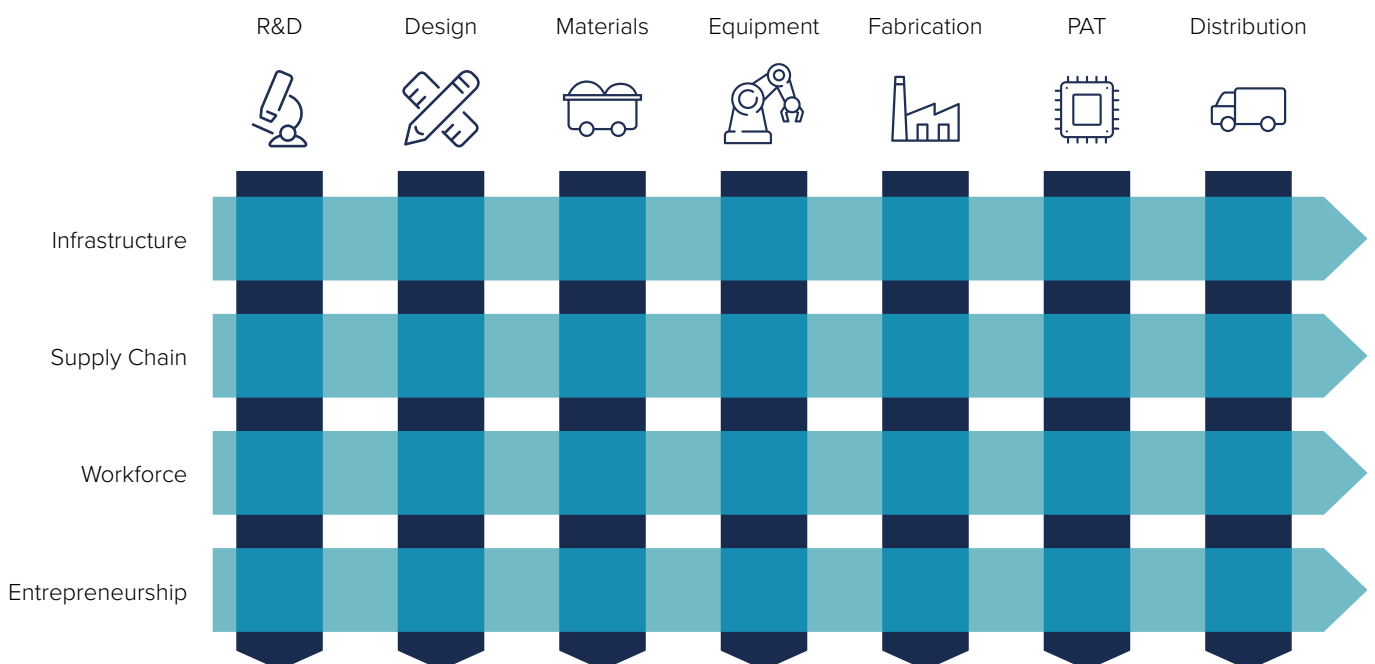 R&D
Design
Materials
Equipment
Fabrication
PAT
Distribution
Infrastructure
Supply Chain
Workforce
Entrepreneurship